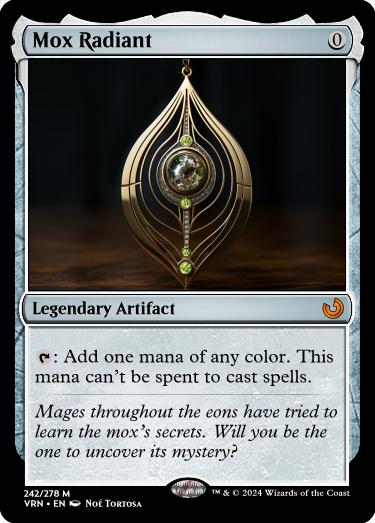 Mox Radiant 0
Legendary Artifact
: Add one mana of any color. This
mana can't be spent to cast spells.
Mages throughout the eons have tried to
learn the mox's secrets. Will you be the
one to uncover its mystery?
242/278 M
VRN • EN Noé Tortosa
™ & © 2024 Wizards of the Coast